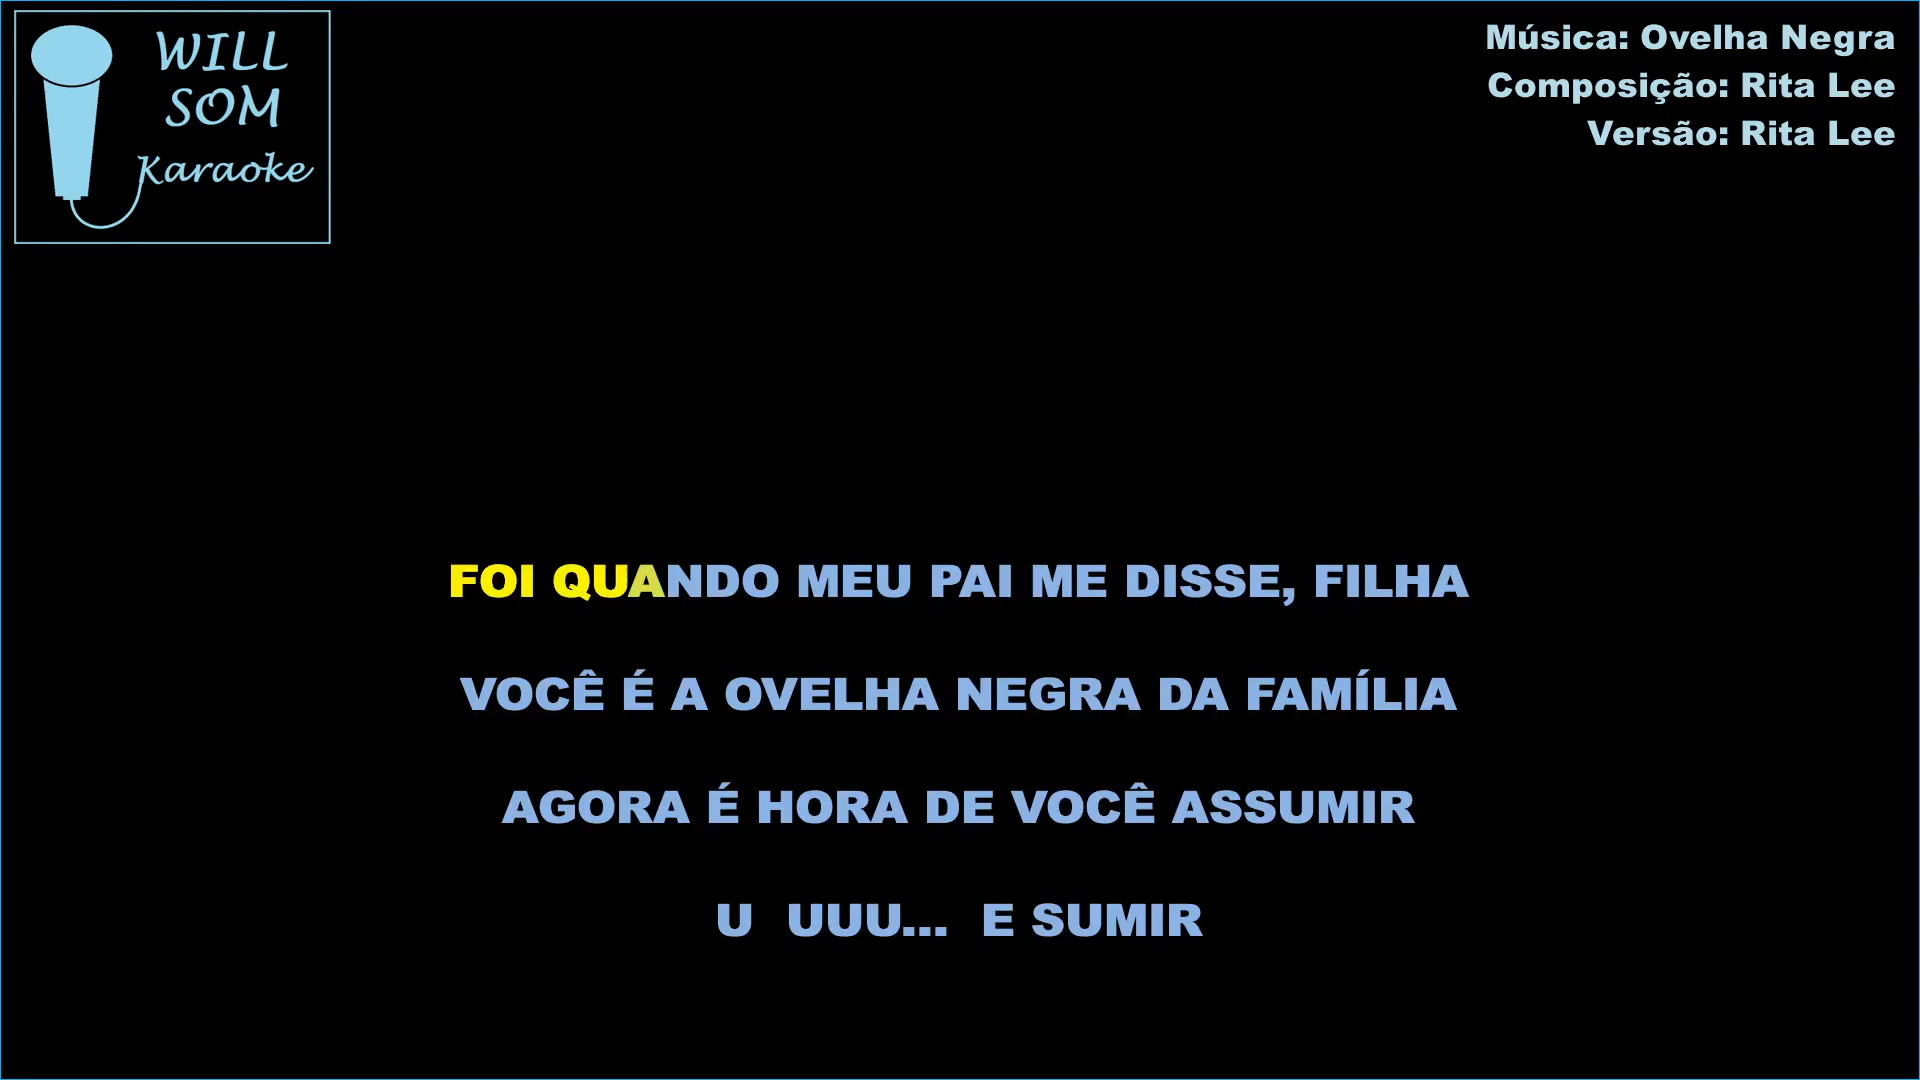 WILL
SOM
Karaoke
Música: Ovelha Negra
Composição: Rita Lee
Versão: Rita Lee
FOI QUANDO MEU PAI ME DISSE, FILHA
VOCÊ É A OVELHA NEGRA DA FAMÍLIA
AGORA É HORA DE VOCÊ ASSUMIR
U  UUU...  E SUMIR